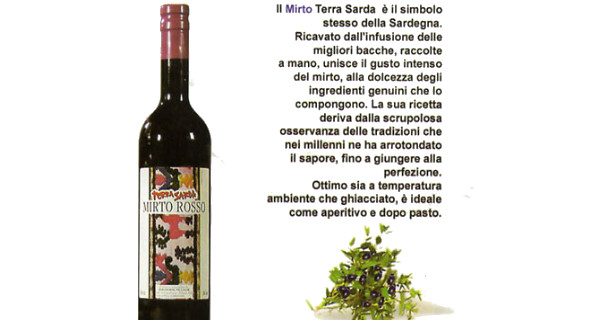 Il Mirto Terra Sarda è il simbolo
stesso della Sardegna.
Ricavato dall'infusione delle
migliori bacche, raccolte
a mano, unisce il gusto intenso
del mirto, alla dolcezza degli
ingredienti genuini che lo
compongono. La sua ricetta
deriva dalla scrupolosa
osservanza delle tradizioni che
nei millenni ne ha arrotondato
il sapore, fino a giungere alla
perfezione.
Ottimo sia a temperatura
ambiente che ghiacciato, è ideale
come aperitivo e dopo pasto.
TERRA SARDA
MIRTO ROSSO